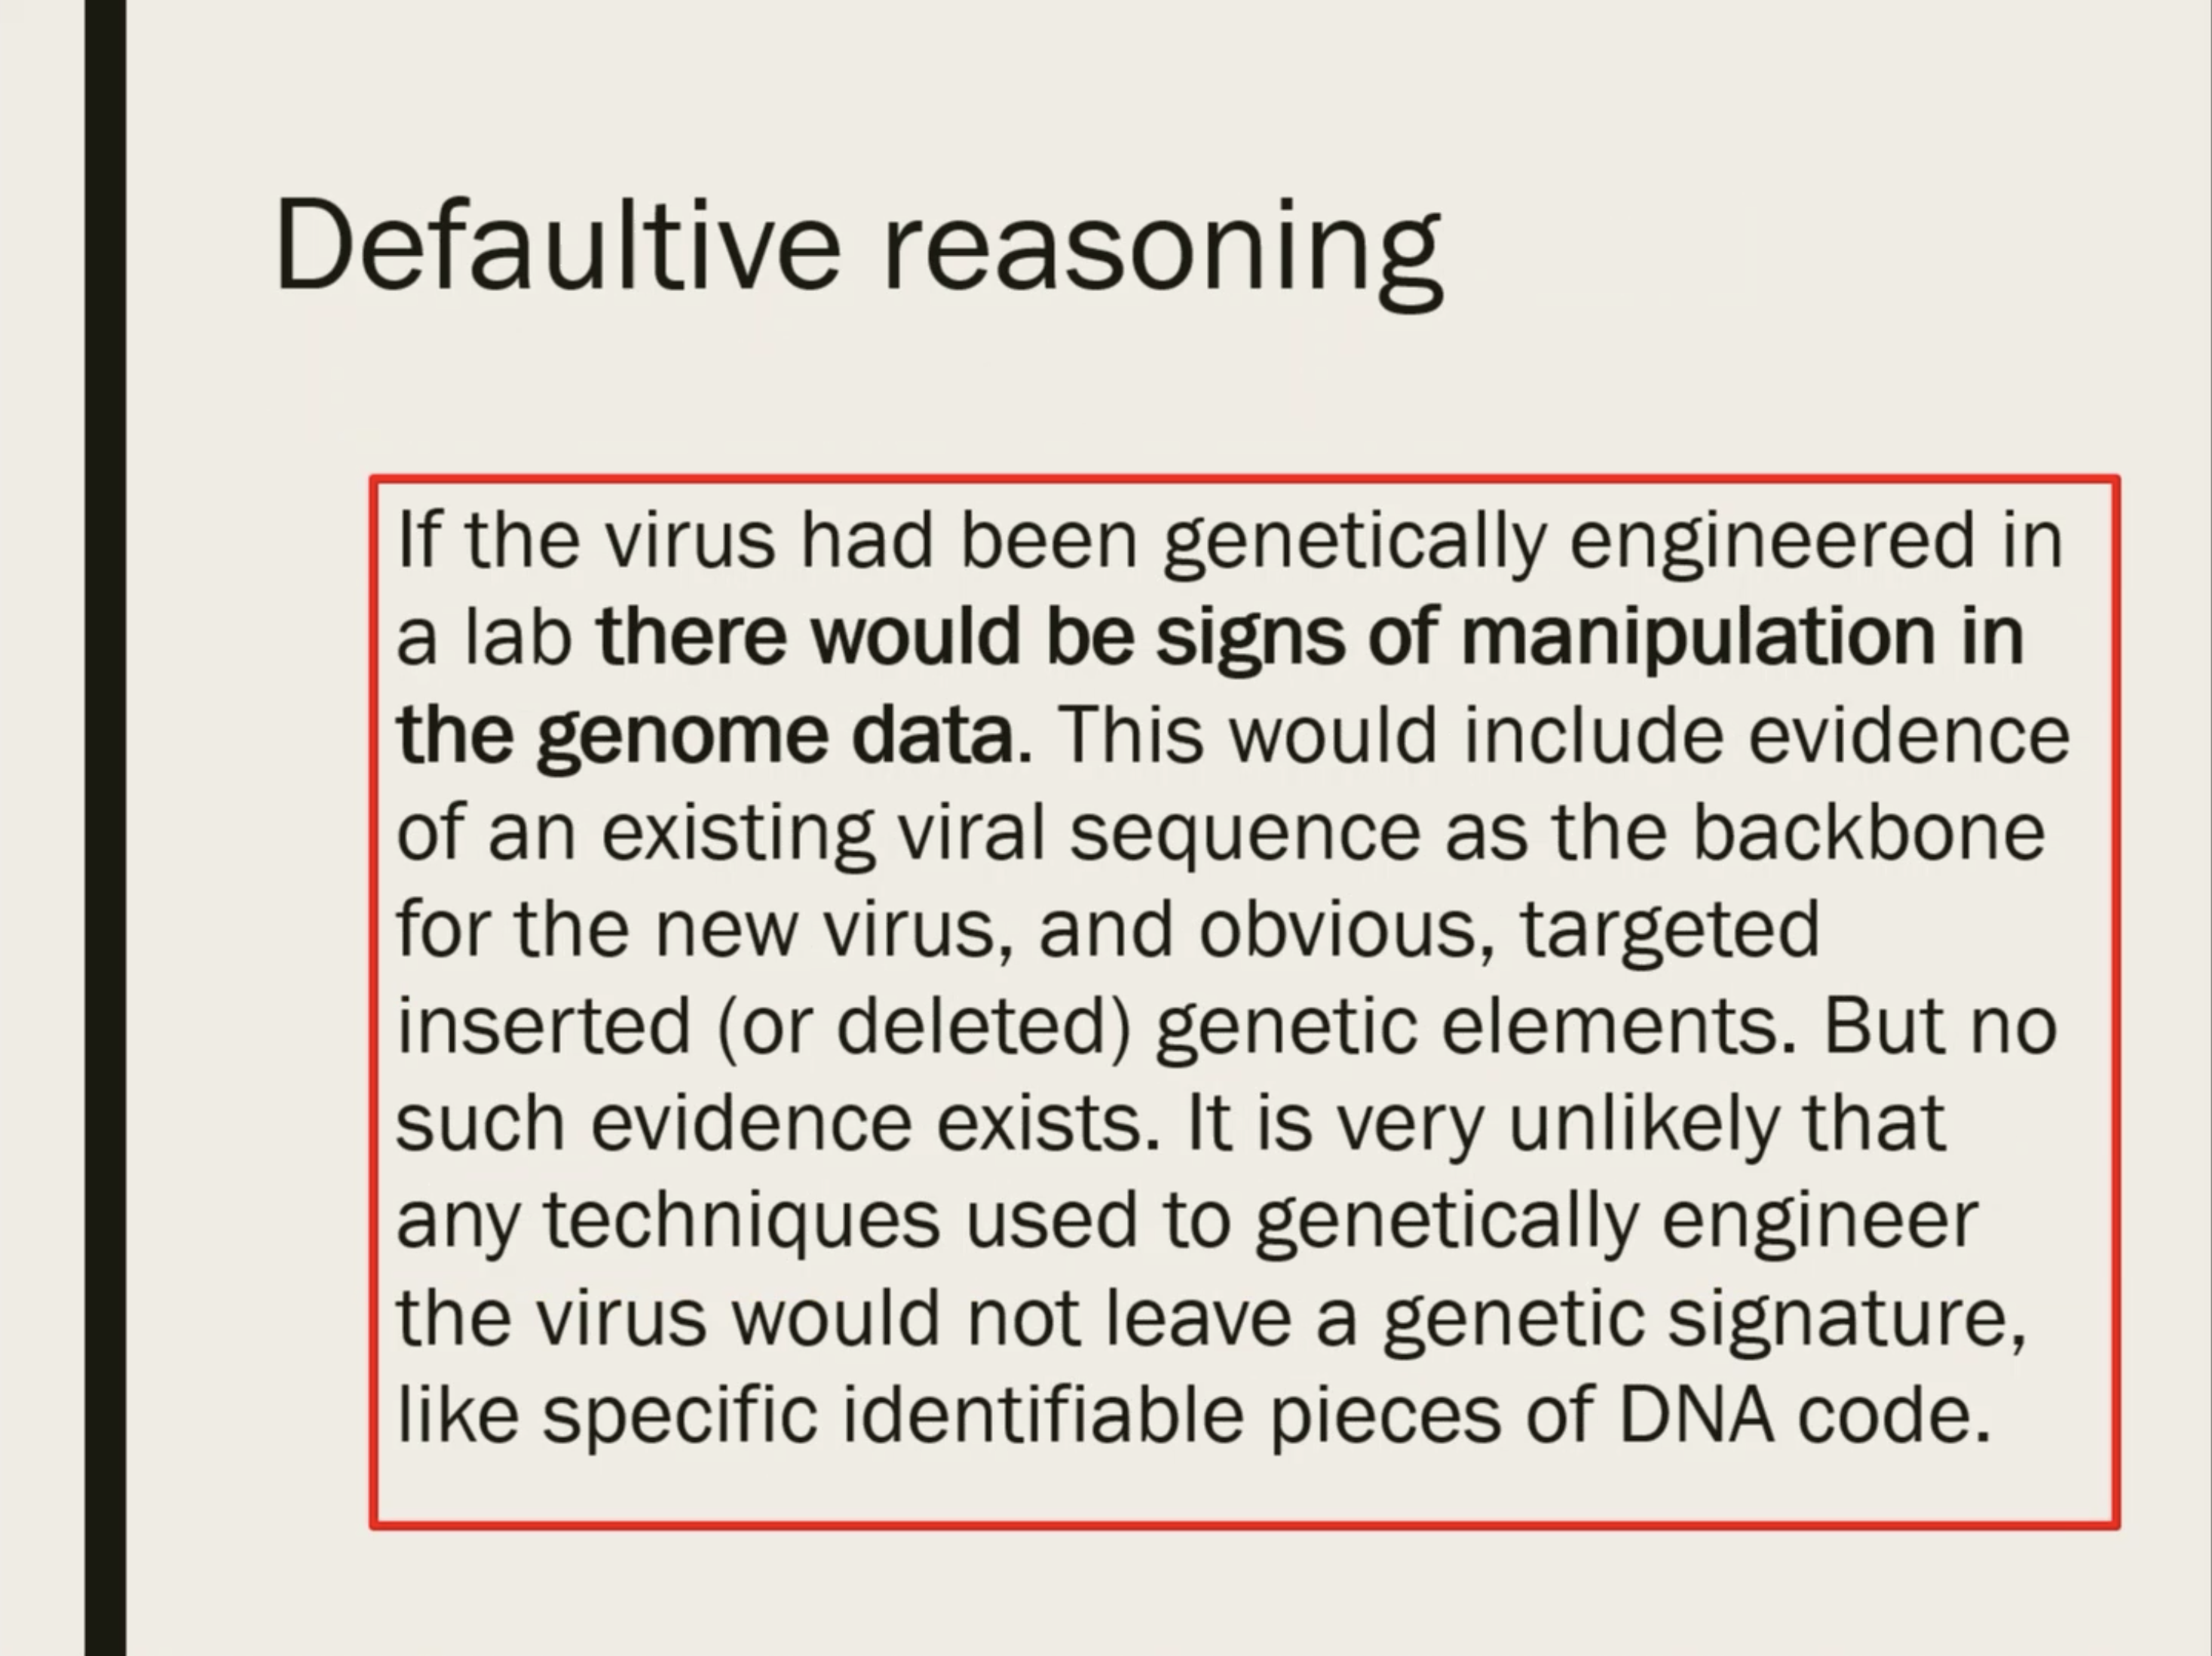 Defaultive reasoning
If the virus had been genetically engineered in
a lab there would be signs of manipulation in
the genome data. This would include evidence
of an existing viral sequence as the backbone
for the new virus, and obvious, targeted
inserted (or deleted) genetic elements. But no
such evidence exists. It is very unlikely that
any techniques used to genetically engineer
the virus would not leave a genetic signature,
like specific identifiable pieces of DNA code.